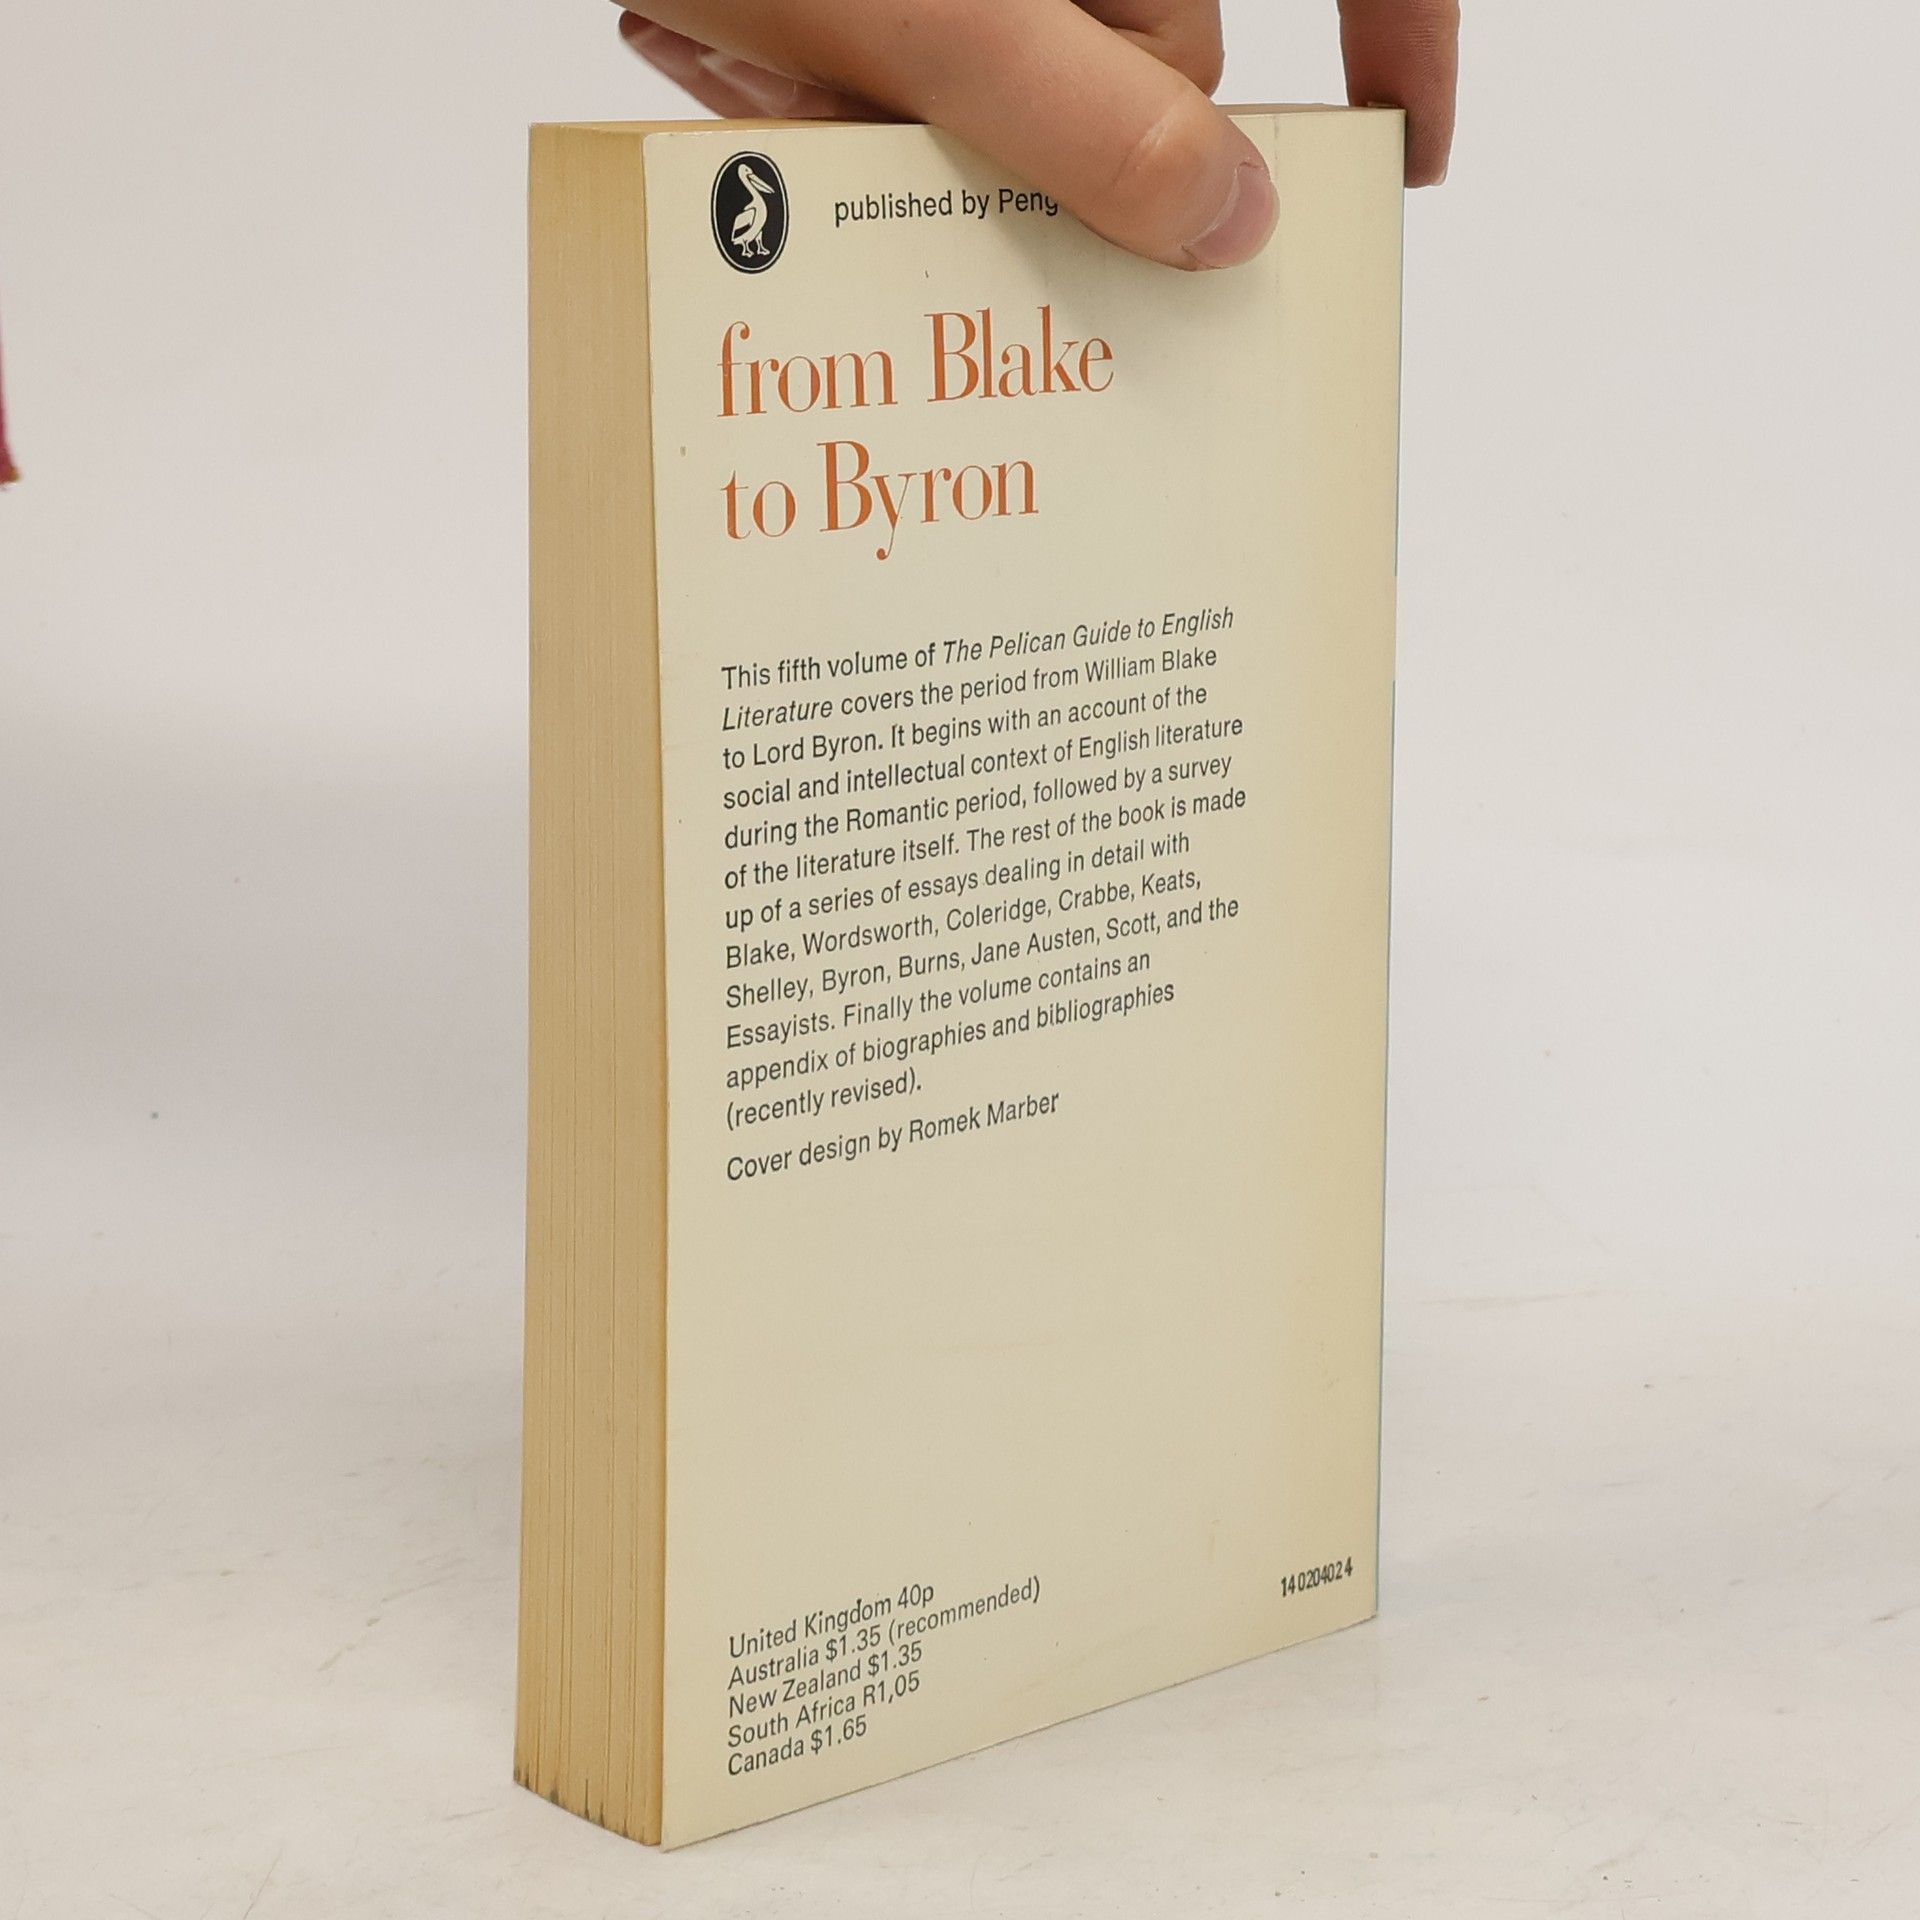 published by
from Blake
to Byron
This fifth volume of The Pelican Guide to English
Literature covers the period from William Blake
to Lord Byron. It begins with an account of the
social and intellectual context of English literature
during the Romantic period, followed by a survey
of the literature itself. The rest of the book is made
up of a series of essays dealing in detail with
Blake, Wordsworth, Coleridge, Crabbe, Keats,
Shelley, Byron, Burns, Jane Austen, Scott, and the
Essayists. Finally the volume contains an
appendix of biographies and bibliographies
(recently revised).
Cover design by Romek Marber
United Kingdom 40p
Australia $1.35 (recommended)
New Zealand $1.35
South Africa R1,05
Canada $1.65
14 020402 4